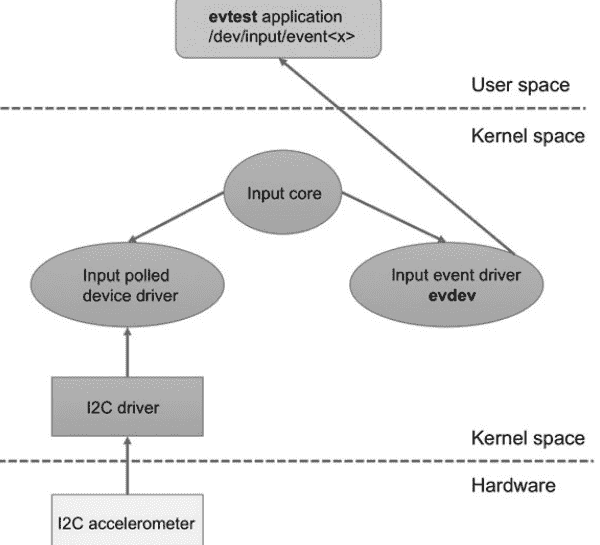 evtest application
/dev/input/event<x>
User space
Kernel space
Input core
Input polled
device driver
Input event driver
evdev
I2C driver
Kernel space
Hardware
I2C accelerometer